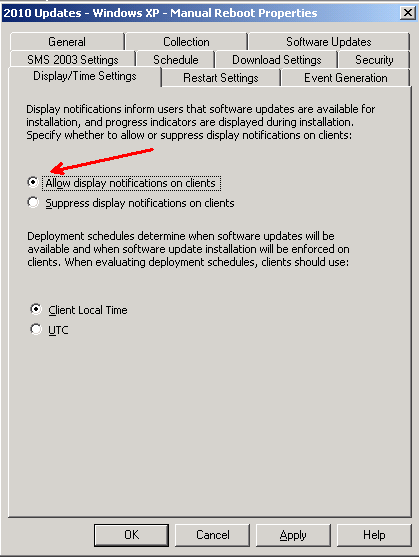 2010 Updates - Windows XP - Manual Reboot Properties
General Collection Software Updates
SMS 2003 Settings Schedule Download Settings Security
Display/Time Settings Restart Settings Event Generation
Display notifications inform users that software updates are available for
installation, and progress indicators are displayed during installation.
Specify whether to allow or suppress display notifications on clients:
Allow display notifications on clients
Suppress display notifications on clients
Deployment schedules determine when software updates will be
available and when software update installation will be enforced on
clients. When evaluating deployment schedules, clients should use:
Client Local Time
UTC
OK Cancel Apply Help